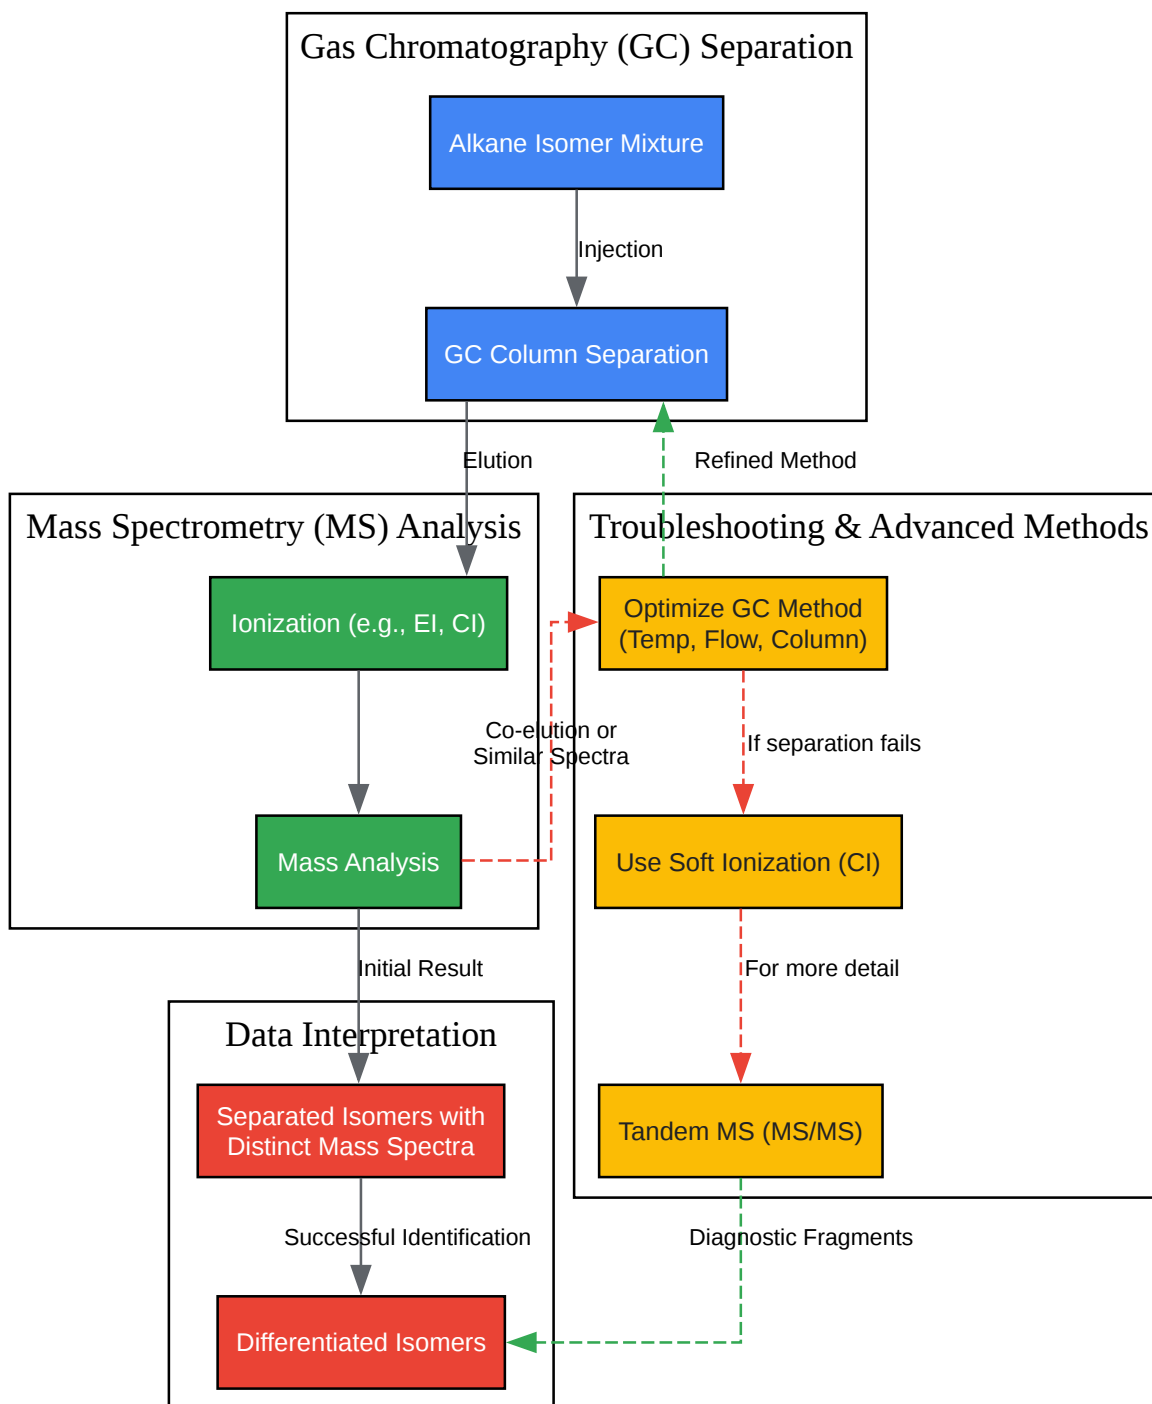 Gas Chromatography (GC) Separation
Alkane Isomer Mixture
Injection
GC Column Separation
Elution
Refined Method
Mass Spectrometry (MS) Analysis
Troubleshooting & Advanced Methods
Ionization (e.g., EI, CI)
Optimize GC Method
(Temp, Flow, Column)
Co-elution or
Similar Spectra
If separation fails
Mass Analysis
Use Soft Ionization (CI)
Initial Result
For more detail
Data Interpretation
Separated Isomers with
Distinct Mass Spectra
Tandem MS (MS/MS)
Successful Identification
Diagnostic Fragments
Differentiated Isomers